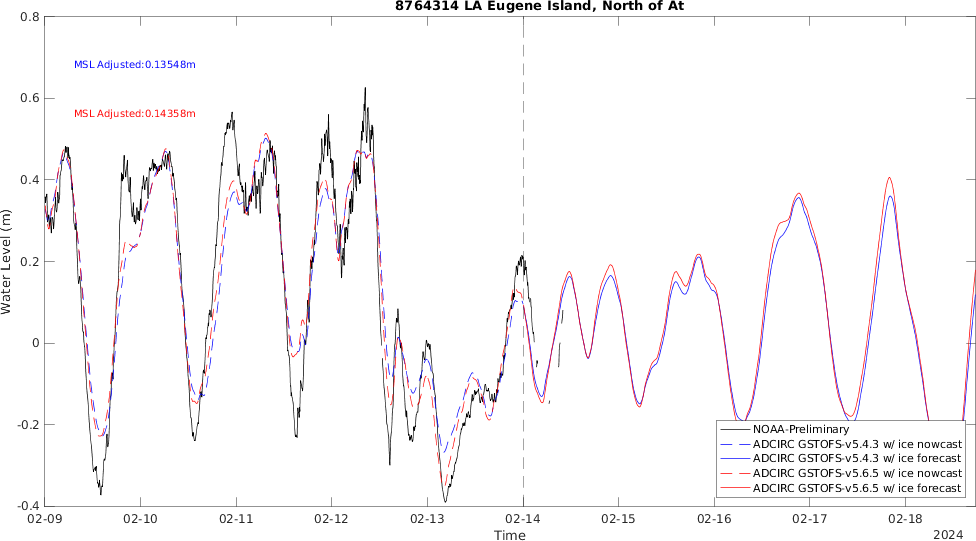 8764314 LA Eugene Island, North of At
0.8
0.6
0.4
0.2
0
-0.2
-0.4
Water Level (m)
MSL Adjusted:0.13548m
MSL Adjusted:0.14358m
NOAA-Preliminary
ADCIRC GSTOFS-v5.4.3 w/ ice nowcast
ADCIRC GSTOFS-v5.4.3 w/ ice forecast
ADCIRC GSTOFS-v5.6.5 w/ ice nowcast
ADCIRC GSTOFS-v5.6.5 w/ ice forecast
02-09 02-10 02-11 02-12 02-13 02-14 02-15 02-16 02-17 02-18
Time
2024